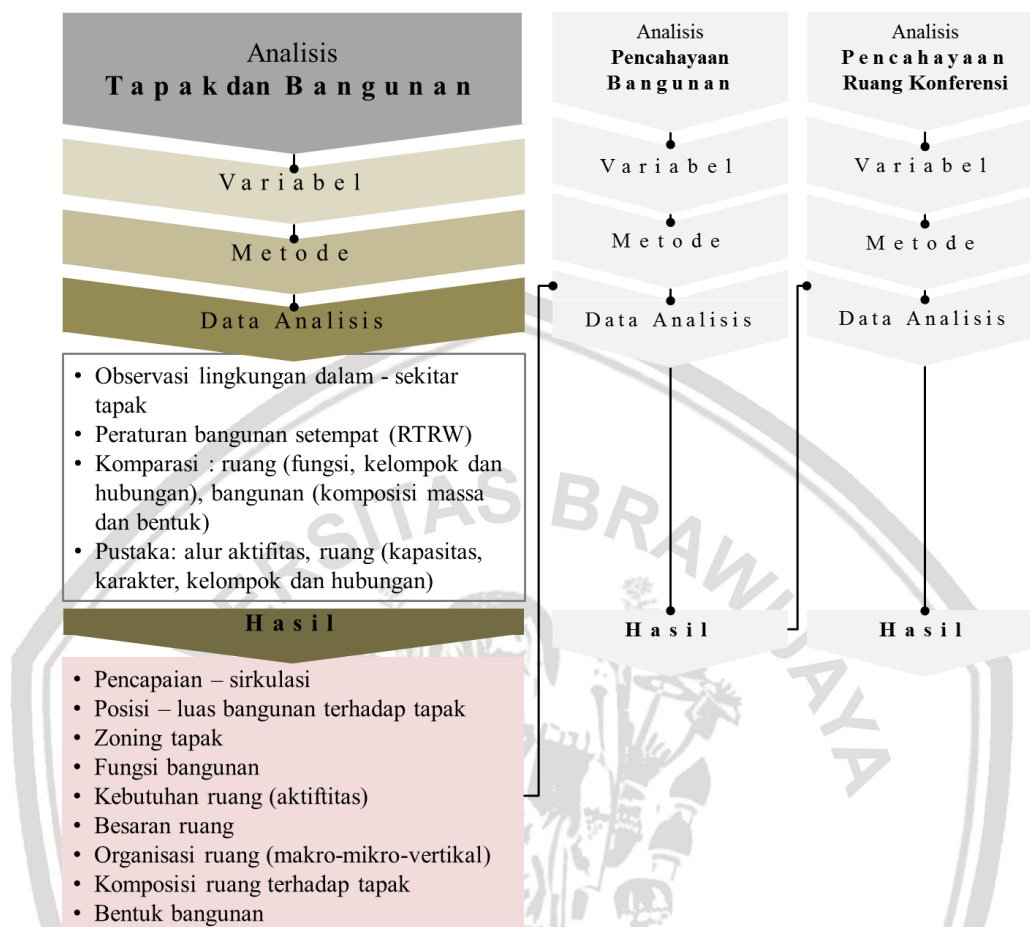 Analisis
Tapak dan Bangunan
Variabel
Metode
Data Analisis
• Observasi lingkungan dalam - sekitar
tapak
• Peraturan bangunan setempat (RTRW)
• Komparasi : ruang (fungsi, kelompok dan
hubungan), bangunan (komposisi massa
dan bentuk)
• Pustaka: alur aktifitas, ruang (kapasitas,
karakter, kelompok dan hubungan)
Hasil
• Pencapaian – sirkulasi
• Posisi – luas bangunan terhadap tapak
• Zoning tapak
• Fungsi bangunan
• Kebutuhan ruang (aktiftitas)
• Besaran ruang
• Organisasi ruang (makro-mikro-vertikal)
• Komposisi ruang terhadap tapak
• Bentuk bangunan
Analisis
Pencahayaan
Bangunan
Variabel
Metode
Data Analisis
Hasil
Analisis
Pencahayaan
Ruang Konferensi
Variabel
Metode
Data Analisis
Hasil
ERSITAS BRAWIJAYA